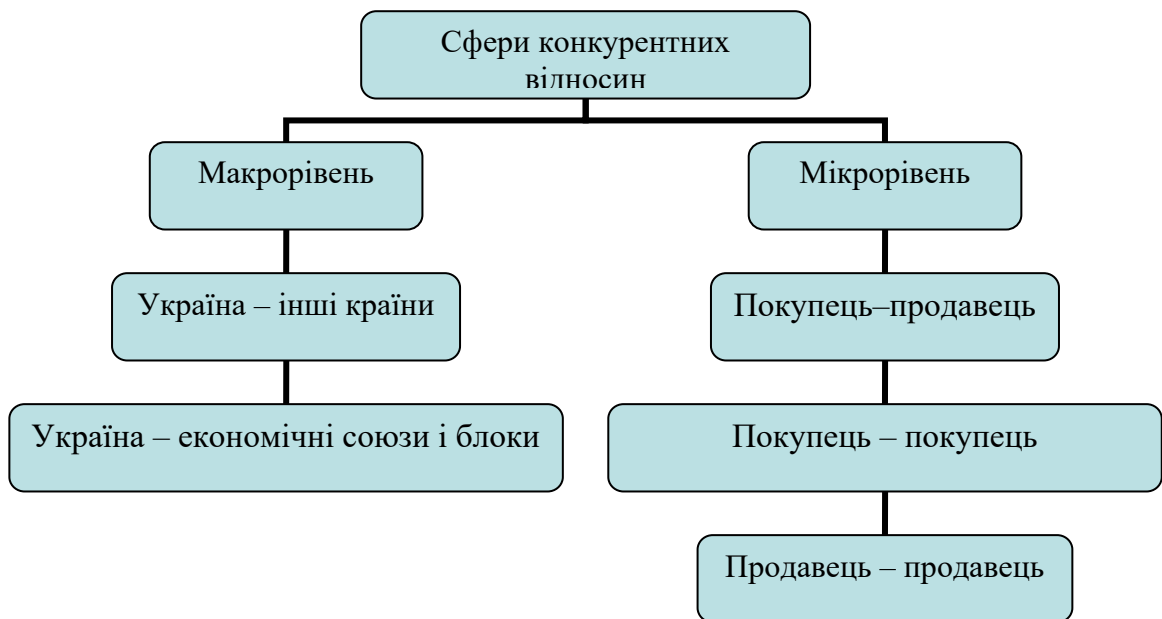 Сфери конкурентних
відносин
Макрорівень
Мікрорівень
Україна – інші країни
Покупець–продавець
Україна – економічні союзи і блоки
Покупець – покупець
Продавець – продавець